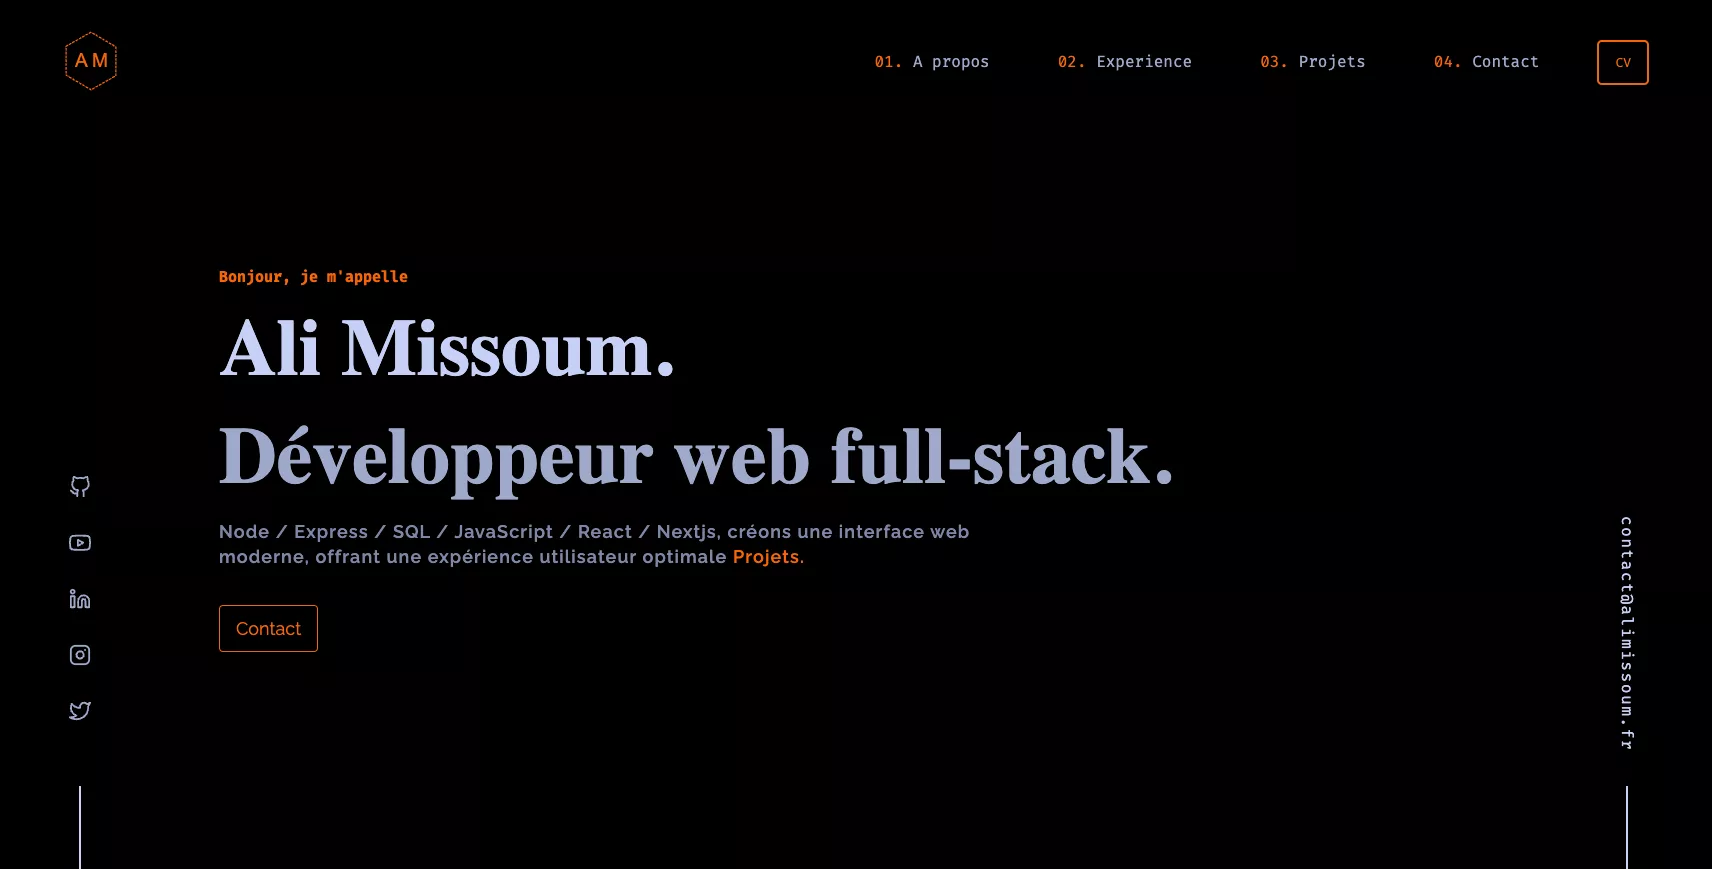 AM
01. A propos
02. Experience
03. Projets
04. Contact
CV
Bonjour, je m'appelle
Ali Missoum.
Développeur web full-stack.
Node / Express / SQL / JavaScript / React / Nextjs, créons une interface web
moderne, offrant une expérience utilisateur optimale Projets.
Contact
contact@alimissoum.fr